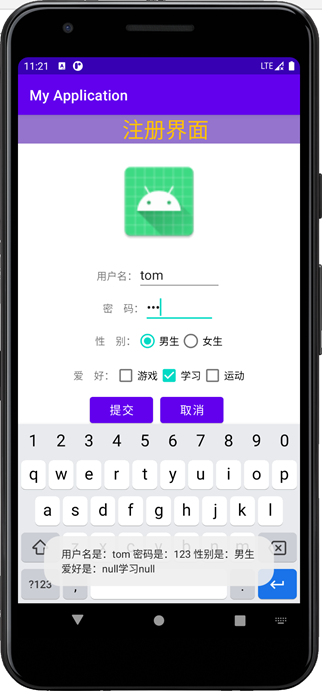 11:21 LTE
My Application
注册界面
用户名： tom
密 码： •••
性 别： 男生 女生
爱 好： 游戏 学习 运动
提交 取消
1 2 3 4 5 6 7 8 9 0
q w e r t y u i o p
a s d f g h j k l
用户名是：tom 密码是：123 性别是：男生
爱好是：null学习null
?123 , .